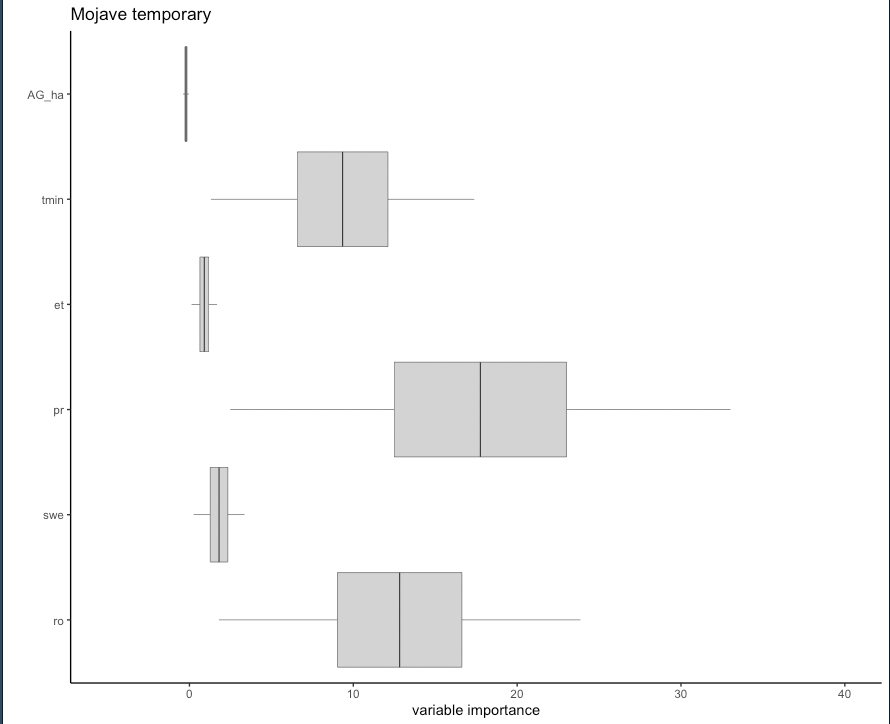 Mojave temporary
AG_ha
tmin
et
pr
swe
ro
0 10 20 30 40
variable importance